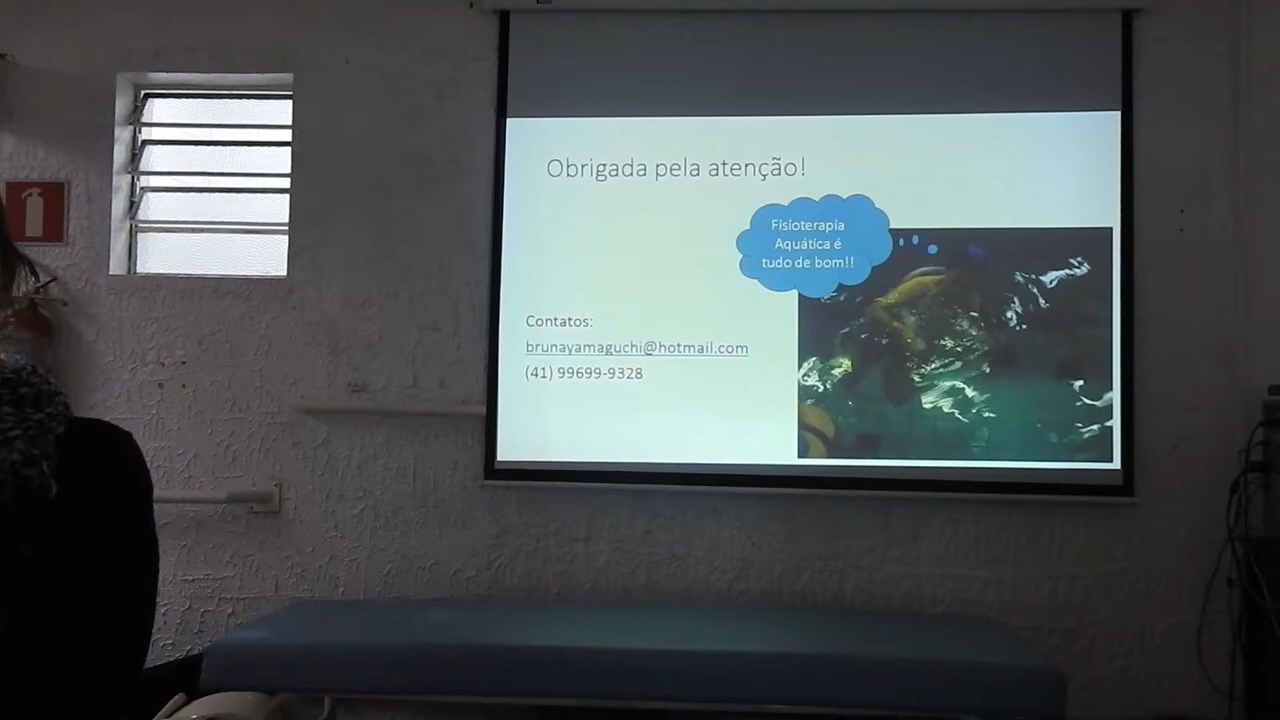 Obrigada pela atenção!
Fisioterapia
Aquática é
tudo de bom!!
Contatos:
brunayamaguchi@hotmail.com
(41) 99699-9328